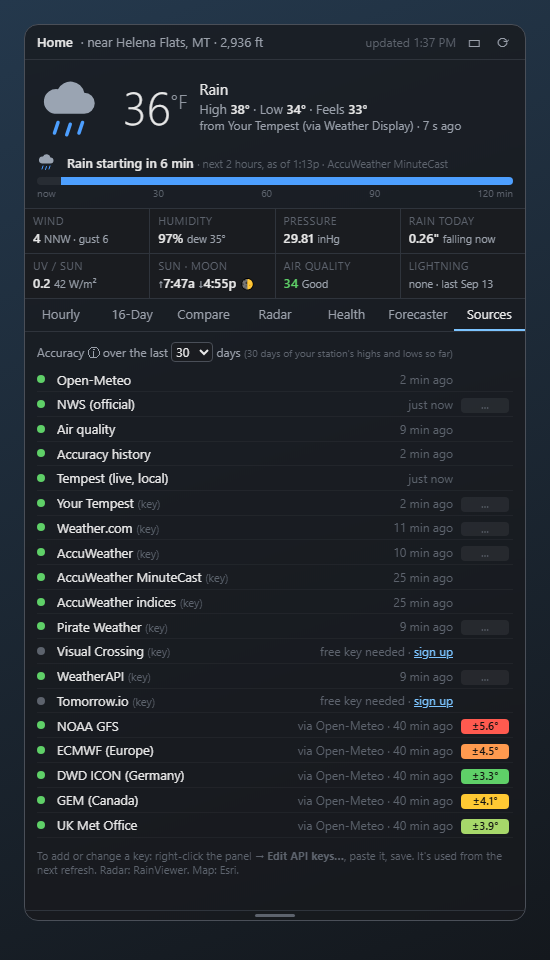 Home · near Helena Flats, MT · 2,936 ft updated 1:37 PM
36°F
Rain
High 38° · Low 34° · Feels 33°
from Your Tempest (via Weather Display) · 7 s ago
Rain starting in 6 min · next 2 hours, as of 1:13p · AccuWeather MinuteCast
now 30 60 90 120 min
WIND HUMIDITY PRESSURE RAIN TODAY
4 NNW · gust 6 97% dew 35° 29.81 inHg 0.26" falling now
UV / SUN SUN · MOON AIR QUALITY LIGHTNING
0.2 42 W/m² ↑7:47a ↓4:55p 34 Good none · last Sep 13
Hourly 16-Day Compare Radar Health Forecaster Sources
Accuracy ⓘ over the last 30 days (30 days of your station's highs and lows so far)
Open-Meteo 2 min ago
NWS (official) just now ...
Air quality 9 min ago
Accuracy history 2 min ago
Tempest (live, local) just now
Your Tempest (key) 2 min ago ...
Weather.com (key) 11 min ago ...
AccuWeather (key) 10 min ago ...
AccuWeather MinuteCast (key) 25 min ago
AccuWeather indices (key) 25 min ago
Pirate Weather (key) 9 min ago ...
Visual Crossing (key) free key needed · sign up
WeatherAPI (key) 9 min ago ...
Tomorrow.io (key) free key needed · sign up
NOAA GFS via Open-Meteo · 40 min ago ±5.6°
ECMWF (Europe) via Open-Meteo · 40 min ago ±4.5°
DWD ICON (Germany) via Open-Meteo · 40 min ago ±3.3°
GEM (Canada) via Open-Meteo · 40 min ago ±4.1°
UK Met Office via Open-Meteo · 40 min ago ±3.9°
To add or change a key: right-click the panel → Edit API keys..., paste it, save. It's used from the
next refresh. Radar: RainViewer. Map: Esri.